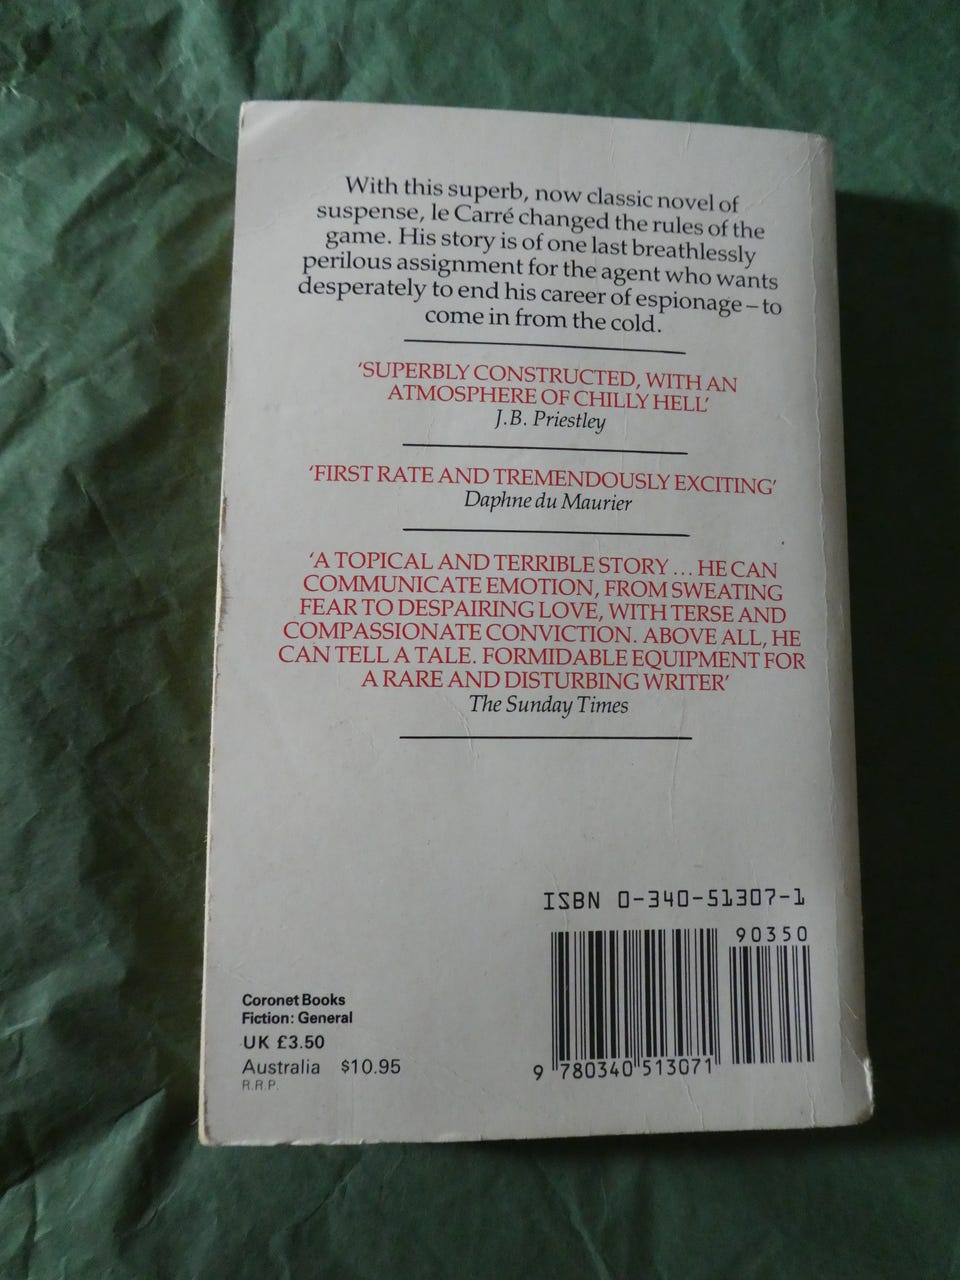 With this superb, now classic novel of
suspense, le Carré changed the rules of the
game. His story is of one last breathlessly
perilous assignment for the agent who wants
desperately to end his career of espionage – to
come in from the cold.
‘SUPERBLY CONSTRUCTED, WITH AN
ATMOSPHERE OF CHILLY HELL’
J.B. Priestley
‘FIRST RATE AND TREMENDOUSLY EXCITING’
Daphne du Maurier
‘A TOPICAL AND TERRIBLE STORY ... HE CAN
COMMUNICATE EMOTION, FROM SWEATING
FEAR TO DESPAIRING LOVE, WITH TERSE AND
COMPASSIONATE CONVICTION. ABOVE ALL, HE
CAN TELL A TALE. FORMIDABLE EQUIPMENT FOR
A RARE AND DISTURBING WRITER’
The Sunday Times
ISBN 0-340-51307-1
90350
9 780340 513071
Coronet Books
Fiction: General
UK £3.50
Australia $10.95
R.R.P.